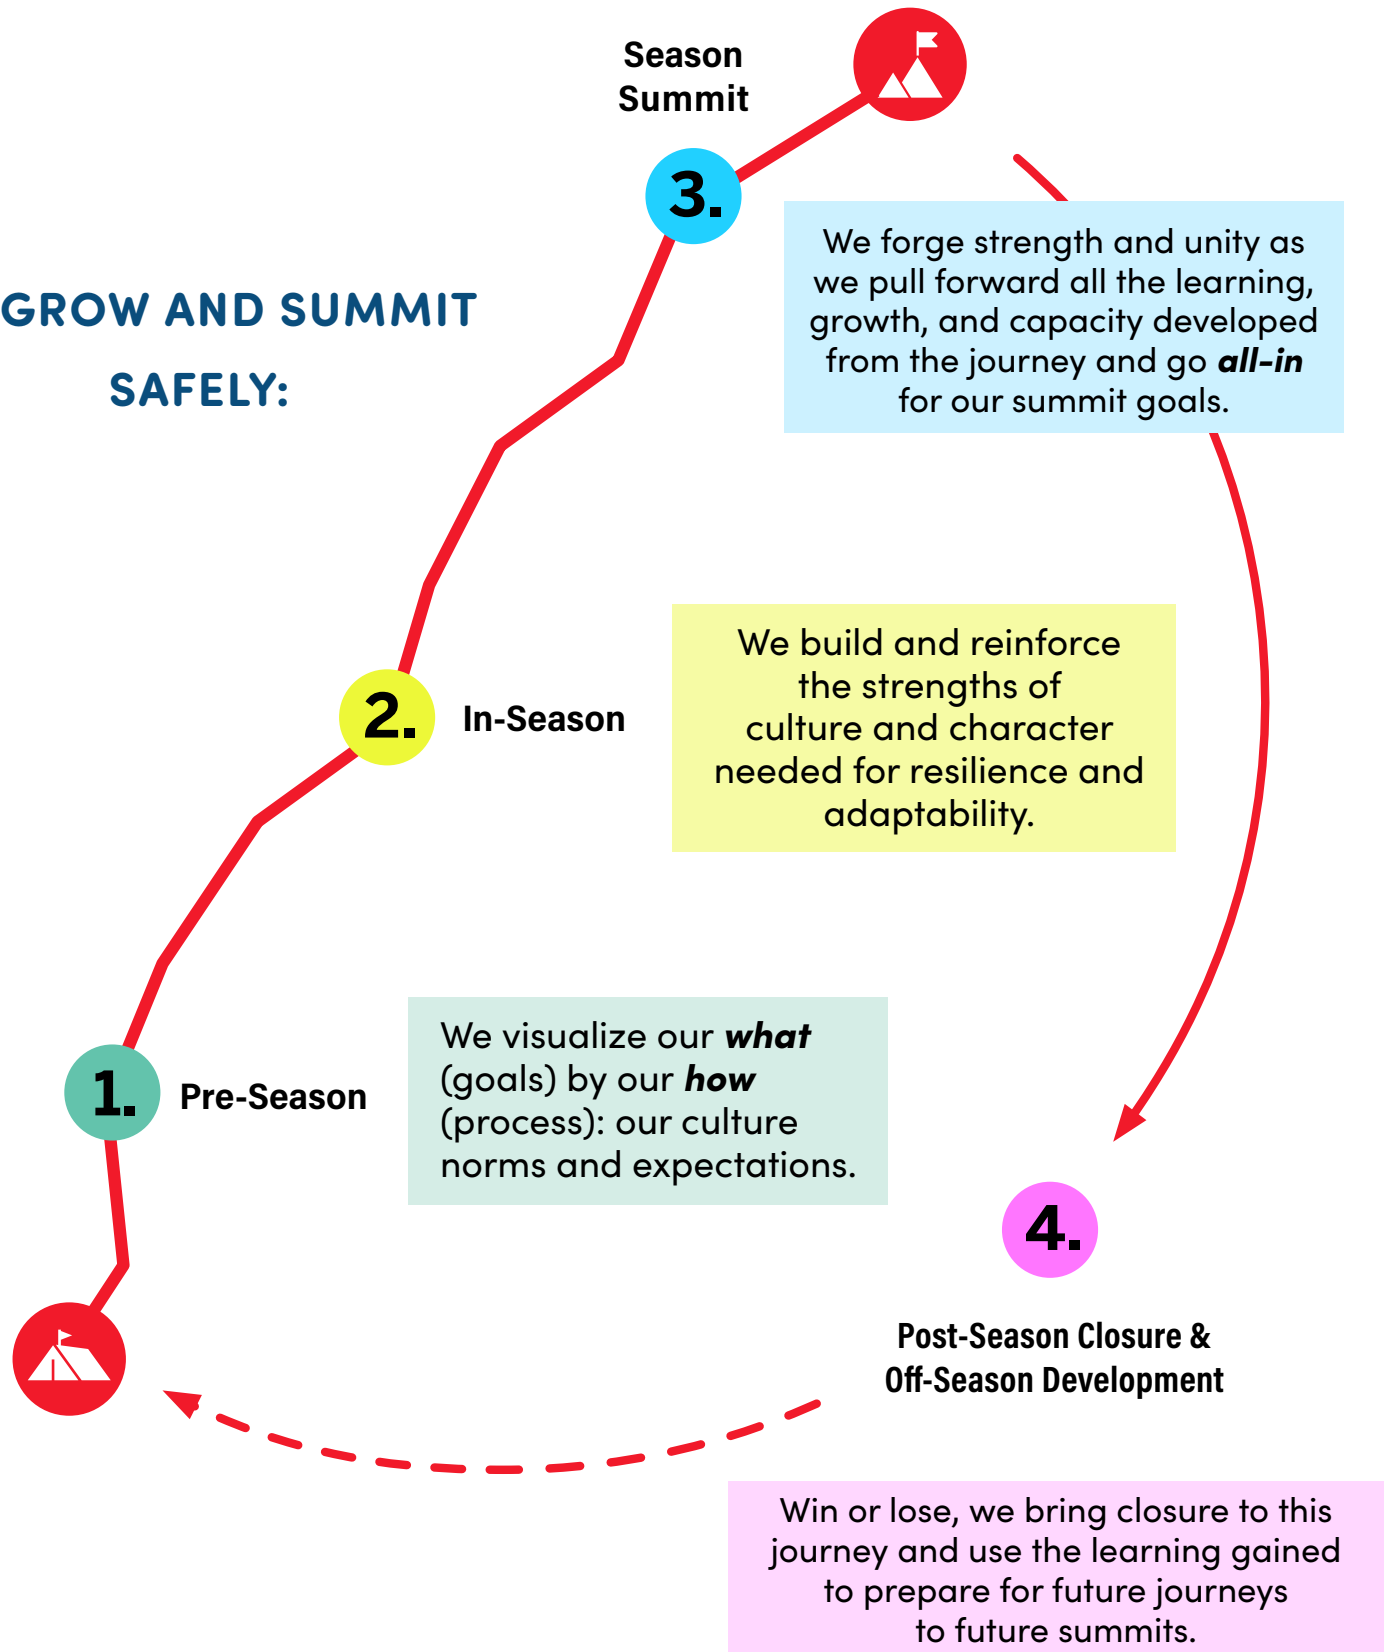 Season
Summit
3.
We forge strength and unity as
we pull forward all the learning,
growth, and capacity developed
from the journey and go all-in
for our summit goals.
GROW AND SUMMIT
SAFELY:
2.
In-Season
We build and reinforce
the strengths of
culture and character
needed for resilience and
adaptability.
1.
Pre-Season
We visualize our what
(goals) by our how
(process): our culture
norms and expectations.
4.
Post-Season Closure &
Off-Season Development
Win or lose, we bring closure to this
journey and use the learning gained
to prepare for future journeys
to future summits.